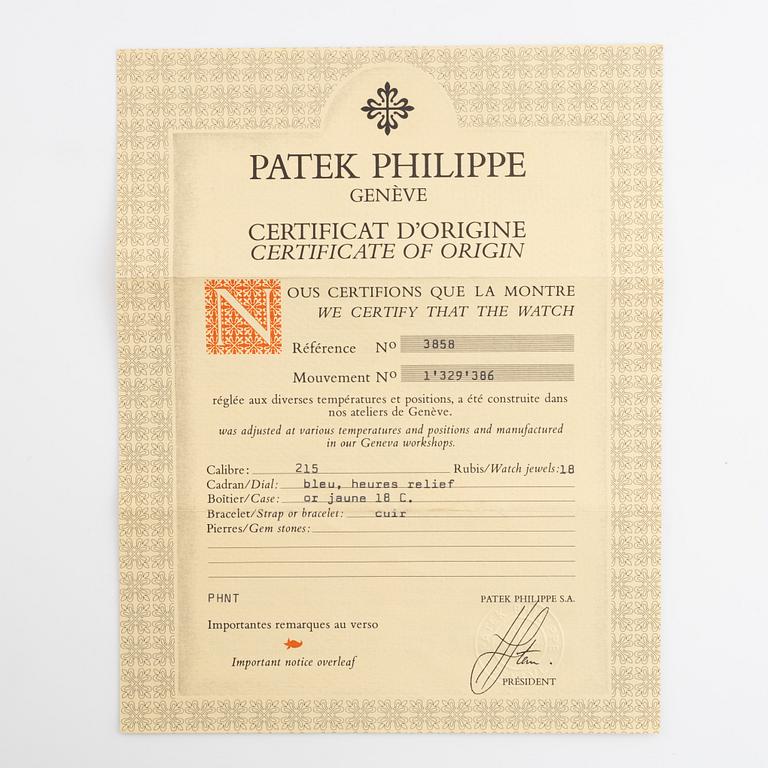 PATEK PHILIPPE
GENÈVE
CERTIFICAT D'ORIGINE
CERTIFICATE OF ORIGIN
NOUS CERTIFIONS QUE LA MONTRE
WE CERTIFY THAT THE WATCH
Référence Nº 3858
Mouvement Nº 1'329'386
réglée aux diverses températures et positions, a été construite dans
nos ateliers de Genève.
was adjusted at various temperatures and positions and manufactured
in our Geneva workshops.
Calibre: 215 Rubis/Watch jewels: 18
Cadran/Dial: bleu, heures relief
Boîtier/Case: or jaune 18 C.
Bracelet/Strap or bracelet: cuir
Pierres/Gem stones:
PHNT PATEK PHILIPPE S.A.
Importantes remarques au verso
Important notice overleaf
Stern.
PRÉSIDENT